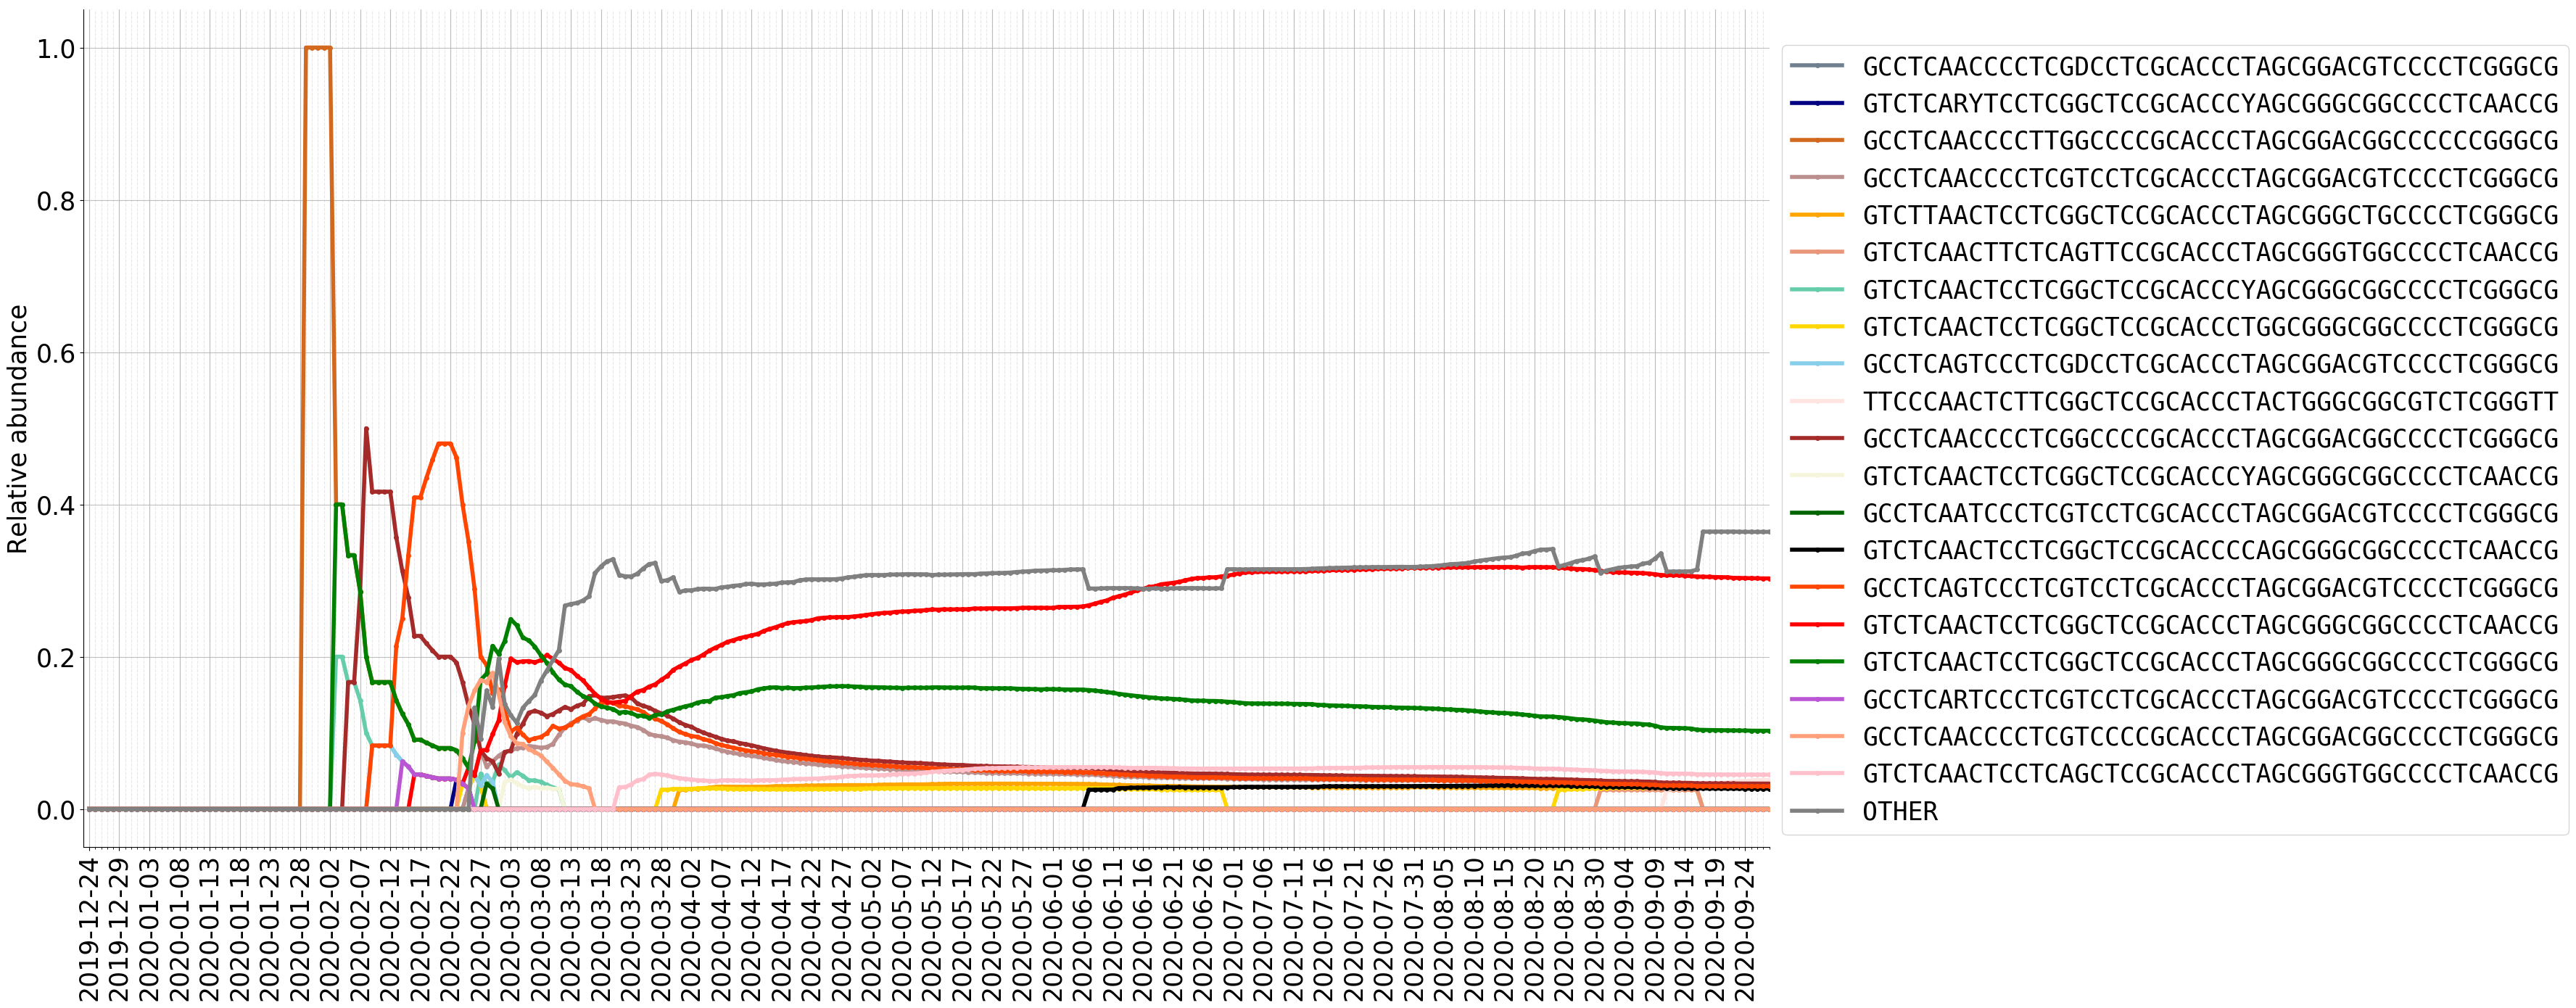 Relative abundance
1.0
0.8
0.6
0.4
0.2
0.0
2019-12-24
2019-12-29
2020-01-03
2020-01-08
2020-01-13
2020-01-18
2020-01-23
2020-01-28
2020-02-02
2020-02-07
2020-02-12
2020-02-17
2020-02-22
2020-02-27
2020-03-03
2020-03-08
2020-03-13
2020-03-18
2020-03-23
2020-03-28
2020-04-02
2020-04-07
2020-04-12
2020-04-17
2020-04-22
2020-04-27
2020-05-02
2020-05-07
2020-05-12
2020-05-17
2020-05-22
2020-05-27
2020-06-01
2020-06-06
2020-06-11
2020-06-16
2020-06-21
2020-06-26
2020-07-01
2020-07-06
2020-07-11
2020-07-16
2020-07-21
2020-07-26
2020-07-31
2020-08-05
2020-08-10
2020-08-15
2020-08-20
2020-08-25
2020-08-30
2020-09-04
2020-09-09
2020-09-14
2020-09-19
2020-09-24
GCCTCAACCCCTCGDCCTCGCACCCTAGCGGACGTCCCCTCGGGCG
GTCTCARYTCCTCGGCTCCGCACCCYAGCGGGCGGCCCCTCAACCG
GCCTCAACCCCTTGGCCCCGCACCCTAGCGGACGGCCCCCCGGGCG
GCCTCAACCCCTCGTCCTCGCACCCTAGCGGACGTCCCCTCGGGCG
GTCTTAACTCCTCGGCTCCGCACCCTAGCGGGCTGCCCCTCGGGCG
GTCTCAACTTCTCAGTTCCGCACCCTAGCGGGTGGCCCCTCAACCG
GTCTCAACTCCTCGGCTCCGCACCCYAGCGGGCGGCCCCTCGGGCG
GTCTCAACTCCTCGGCTCCGCACCCTGGCGGGCGGCCCCTCGGGCG
GCCTCAGTCCCTCGDCCTCGCACCCTAGCGGACGTCCCCTCGGGCG
TTCCCAACTCTTCGGCTCCGCACCCTACTGGGCGGCGTCTCGGGTT
GCCTCAACCCCTCGGCCCCGCACCCTAGCGGACGGCCCCTCGGGCG
GTCTCAACTCCTCGGCTCCGCACCCYAGCGGGCGGCCCCTCAACCG
GCCTCAATCCCTCGTCCTCGCACCCTAGCGGACGTCCCCTCGGGCG
GTCTCAACTCCTCGGCTCCGCACCCCAGCGGGCGGCCCCTCAACCG
GCCTCAGTCCCTCGTCCTCGCACCCTAGCGGACGTCCCCTCGGGCG
GTCTCAACTCCTCGGCTCCGCACCCTAGCGGGCGGCCCCTCAACCG
GTCTCAACTCCTCGGCTCCGCACCCTAGCGGGCGGCCCCTCGGGCG
GCCTCARTCCCTCGTCCTCGCACCCTAGCGGACGTCCCCTCGGGCG
GCCTCAACCCCTCGTCCCCGCACCCTAGCGGACGGCCCCTCGGGCG
GTCTCAACTCCTCAGCTCCGCACCCTAGCGGGTGGCCCCTCAACCG
OTHER